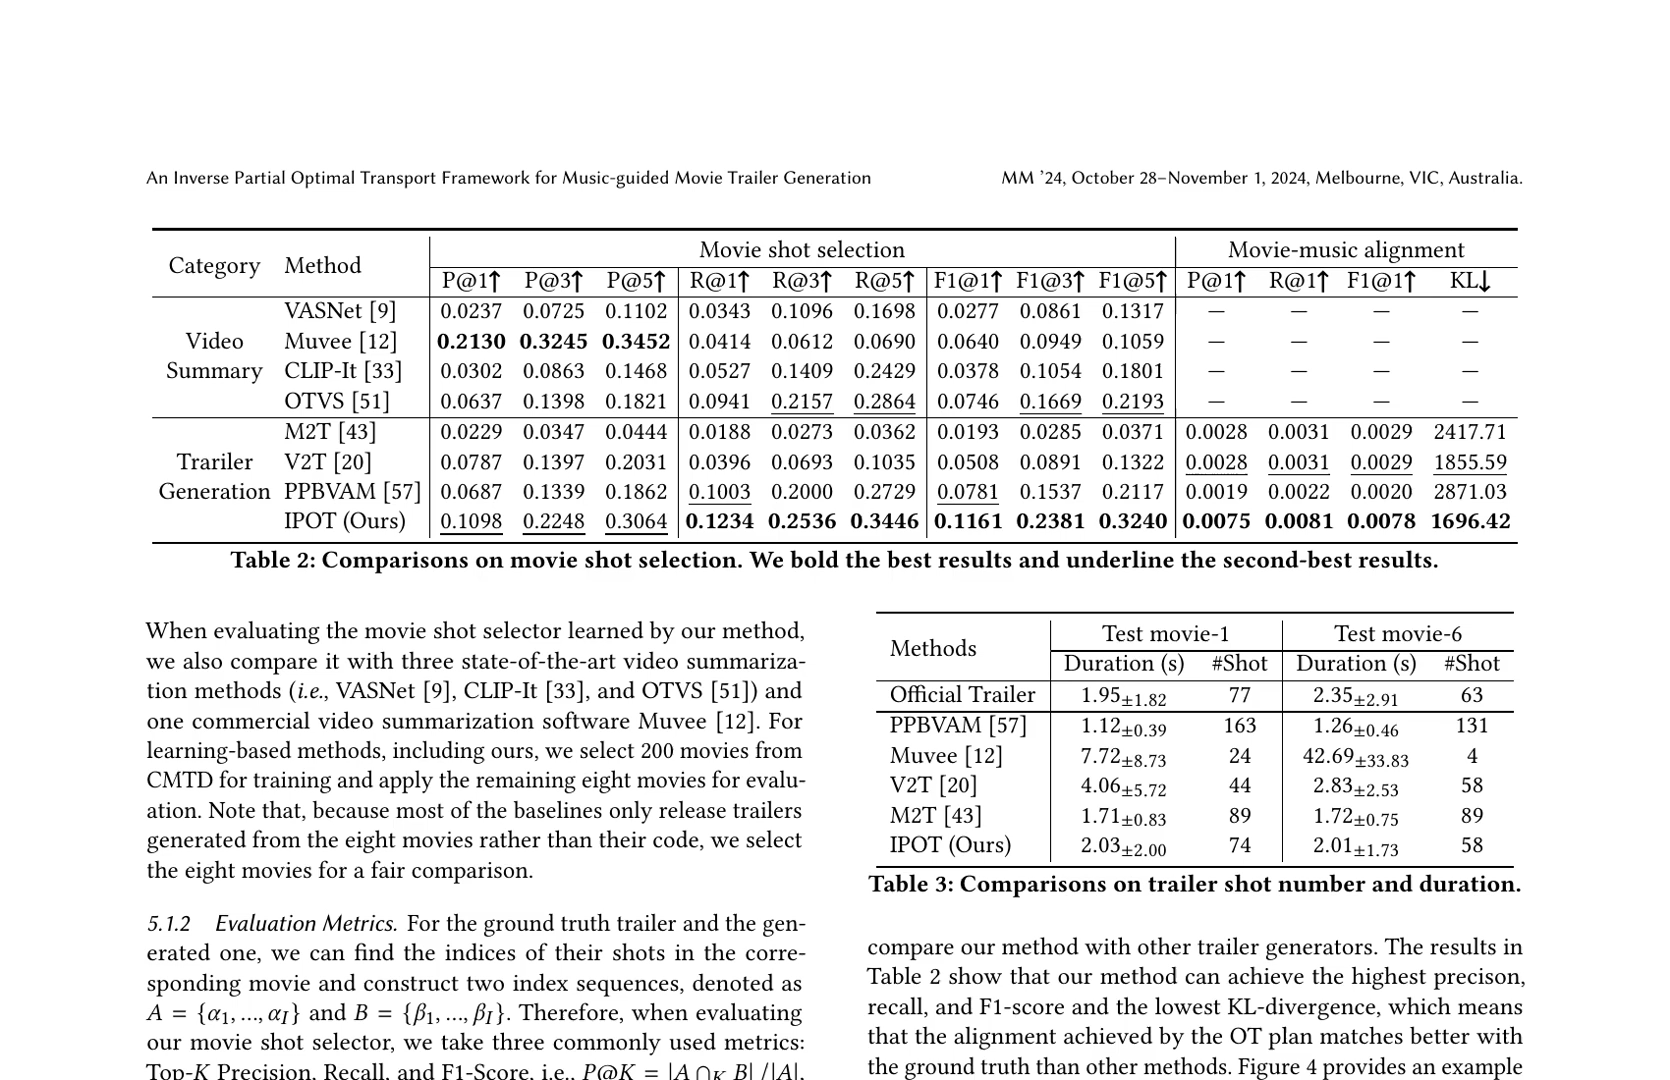 An Inverse Partial Optimal Transport Framework for Music-guided Movie Trailer Generation
MM ’24, October 28–November 1, 2024, Melbourne, VIC, Australia.
Category Method Movie shot selection Movie-music alignment
P@1↑ P@3↑ P@5↑ R@1↑ R@3↑ R@5↑ F1@1↑ F1@3↑ F1@5↑ P@1↑ R@1↑ F1@1↑ KL↓
Video Summary
VASNet [9] 0.0237 0.0725 0.1102 0.0343 0.1096 0.1698 0.0277 0.0861 0.1317 — — — —
Muvee [12] 0.2130 0.3245 0.3452 0.0414 0.0612 0.0690 0.0640 0.0949 0.1059 — — — —
CLIP-It [33] 0.0302 0.0863 0.1468 0.0527 0.1409 0.2429 0.0378 0.1054 0.1801 — — — —
OTVS [51] 0.0637 0.1398 0.1821 0.0941 0.2157 0.2864 0.0746 0.1669 0.2193 — — — —
Trariler Generation
M2T [43] 0.0229 0.0347 0.0444 0.0188 0.0273 0.0362 0.0193 0.0285 0.0371 0.0028 0.0031 0.0029 2417.71
V2T [20] 0.0787 0.1397 0.2031 0.0396 0.0693 0.1035 0.0508 0.0891 0.1322 0.0028 0.0031 0.0029 1855.59
PPBVAM [57] 0.0687 0.1339 0.1862 0.1003 0.2000 0.2729 0.0781 0.1537 0.2117 0.0019 0.0022 0.0020 2871.03
IPOT (Ours) 0.1098 0.2248 0.3064 0.1234 0.2536 0.3446 0.1161 0.2381 0.3240 0.0075 0.0081 0.0078 1696.42
Table 2: Comparisons on movie shot selection. We bold the best results and underline the second-best results.
When evaluating the movie shot selector learned by our method,
we also compare it with three state-of-the-art video summariza-
tion methods (i.e., VASNet [9], CLIP-It [33], and OTVS [51]) and
one commercial video summarization software Muvee [12]. For
learning-based methods, including ours, we select 200 movies from
CMTD for training and apply the remaining eight movies for evalu-
ation. Note that, because most of the baselines only release trailers
generated from the eight movies rather than their code, we select
the eight movies for a fair comparison.
5.1.2 Evaluation Metrics. For the ground truth trailer and the gen-
erated one, we can find the indices of their shots in the corre-
sponding movie and construct two index sequences, denoted as
A = {α1, ..., αI} and B = {β1, ..., βI}. Therefore, when evaluating
our movie shot selector, we take three commonly used metrics:
Top-K Precision, Recall, and F1-Score, i.e., P@K = |A ∩K B| /|A|,
Methods Test movie-1 Test movie-6
Duration (s) #Shot Duration (s) #Shot
Official Trailer 1.95±1.82 77 2.35±2.91 63
PPBVAM [57] 1.12±0.39 163 1.26±0.46 131
Muvee [12] 7.72±8.73 24 42.69±33.83 4
V2T [20] 4.06±5.72 44 2.83±2.53 58
M2T [43] 1.71±0.83 89 1.72±0.75 89
IPOT (Ours) 2.03±2.00 74 2.01±1.73 58
Table 3: Comparisons on trailer shot number and duration.
compare our method with other trailer generators. The results in
Table 2 show that our method can achieve the highest precison,
recall, and F1-score and the lowest KL-divergence, which means
that the alignment achieved by the OT plan matches better with
the ground truth than other methods. Figure 4 provides an example